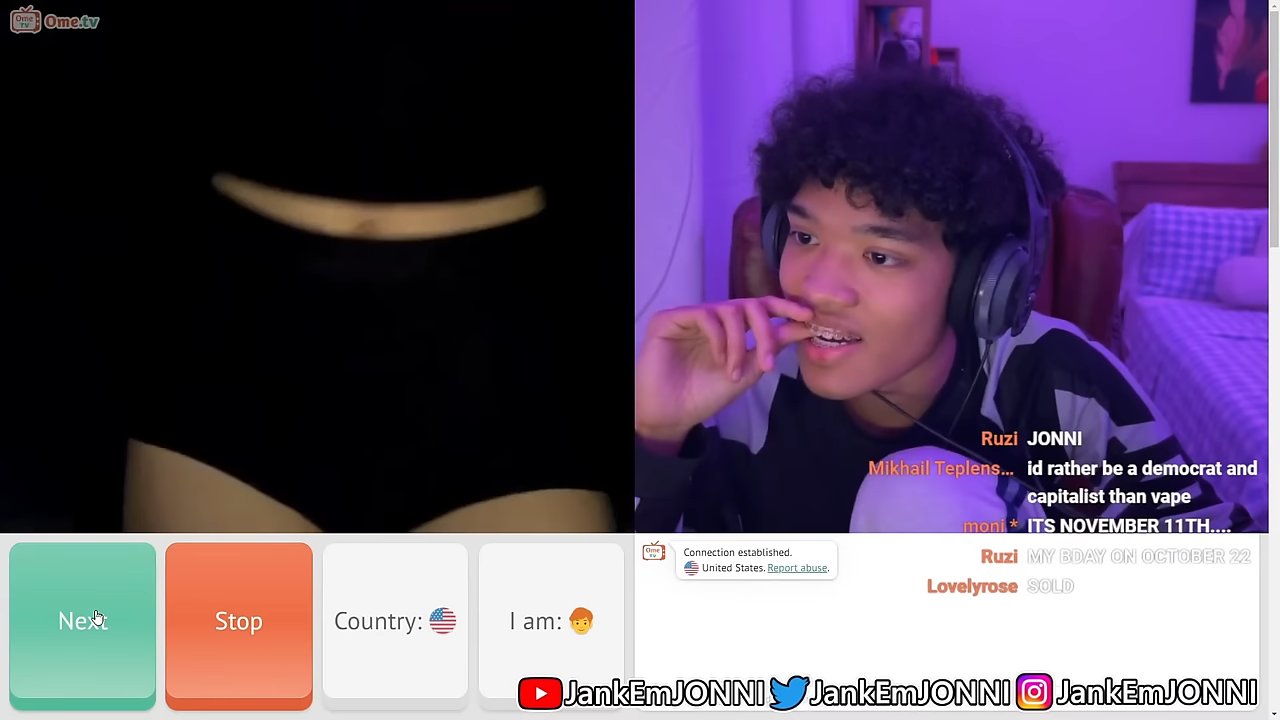 Ome.tv
Ruzi JONNI
Mikhail Teplens... id rather be a democrat and
capitalist than vape
moni * ITS NOVEMBER 11TH....
Ruzi MY BDAY ON OCTOBER 22
Lovelyrose SOLD
Ome TV
Connection established.
United States. Report abuse.
Next
Stop
Country:
I am:
JankEmJONNI JankEmJONNI JankEmJONNI